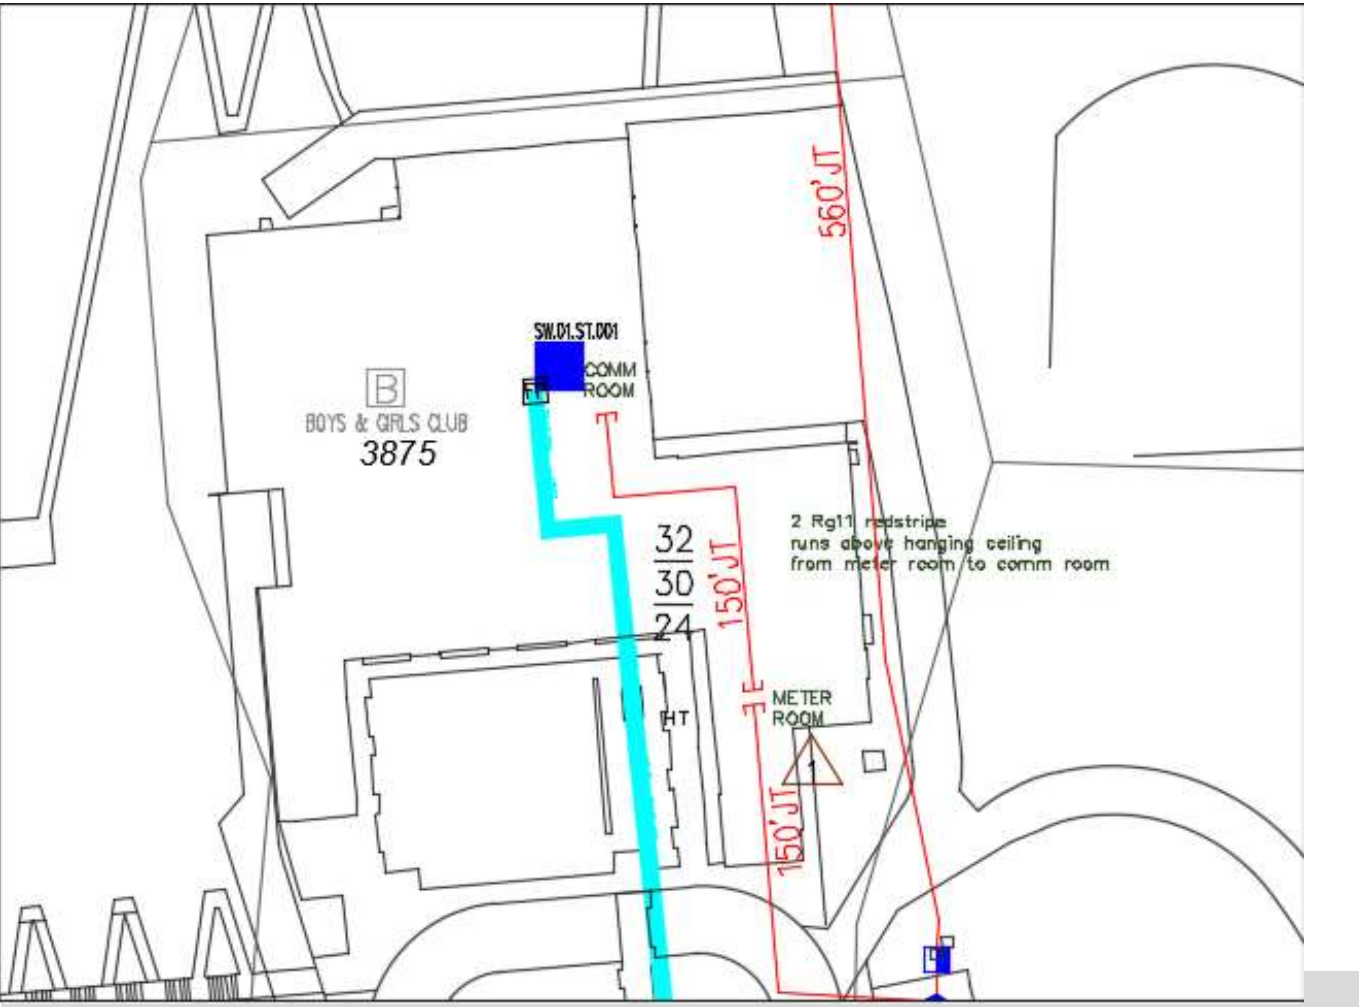 560'JT
SW.01.ST.001
COMM
ROOM
FP
B
BOYS & GIRLS CLUB
3875
2 Rg11 redstripe
runs above hanging ceiling
from meter room to comm room
32
30
24
150'JT
METER
ROOM
HT
1
150'JT